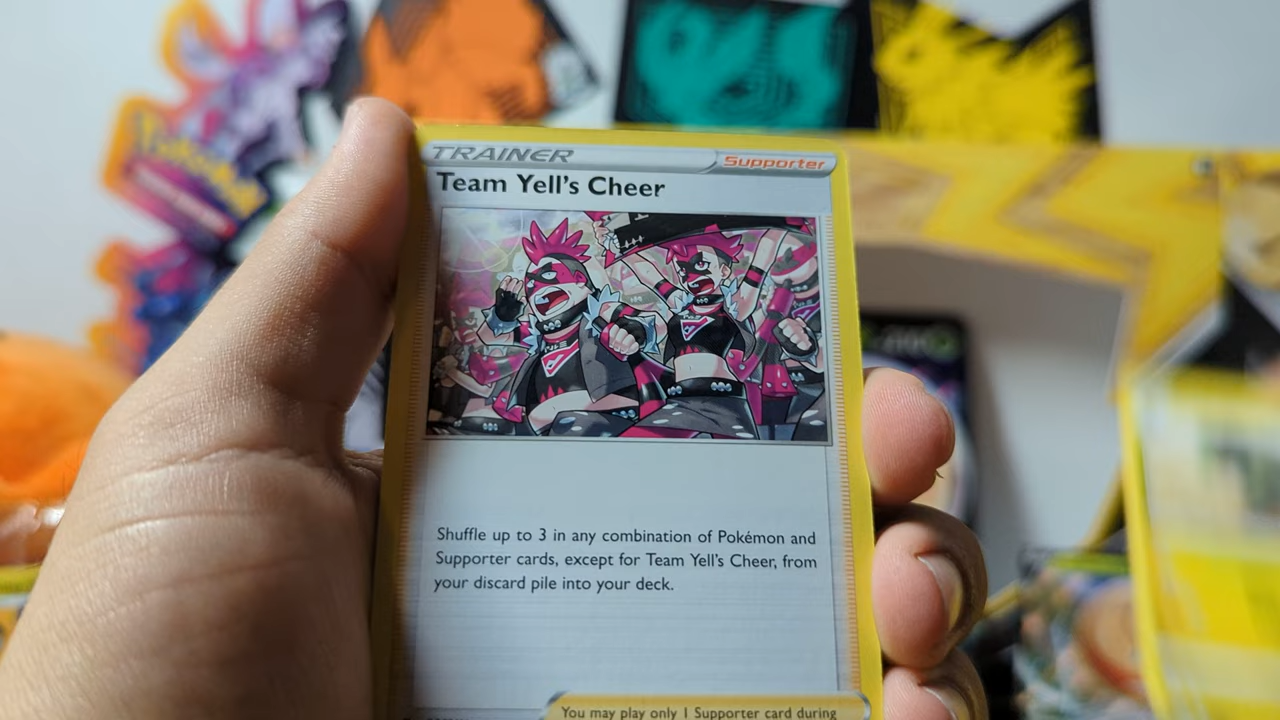 TRAINER
Supporter
Team Yell's Cheer
Shuffle up to 3 in any combination of Pokémon and
Supporter cards, except for Team Yell's Cheer, from
your discard pile into your deck.
You may play only 1 Supporter card during
Pokémon